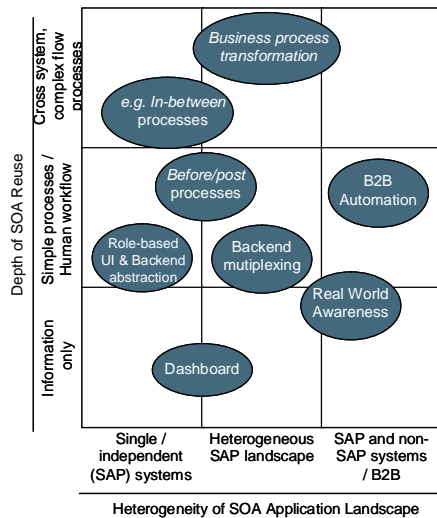 Depth of SOA Reuse
Cross system,
complex flow
processes
Simple processes /
Human workflow
Information
only
Business process
transformation
e.g. In-between
processes
Before/post
processes
B2B
Automation
Role-based
UI & Backend
abstraction
Backend
mutiplexing
Real World
Awareness
Dashboard
Single /
independent
(SAP) systems
Heterogeneous
SAP landscape
SAP and non-
SAP systems
/ B2B
Heterogeneity of SOA Application Landscape